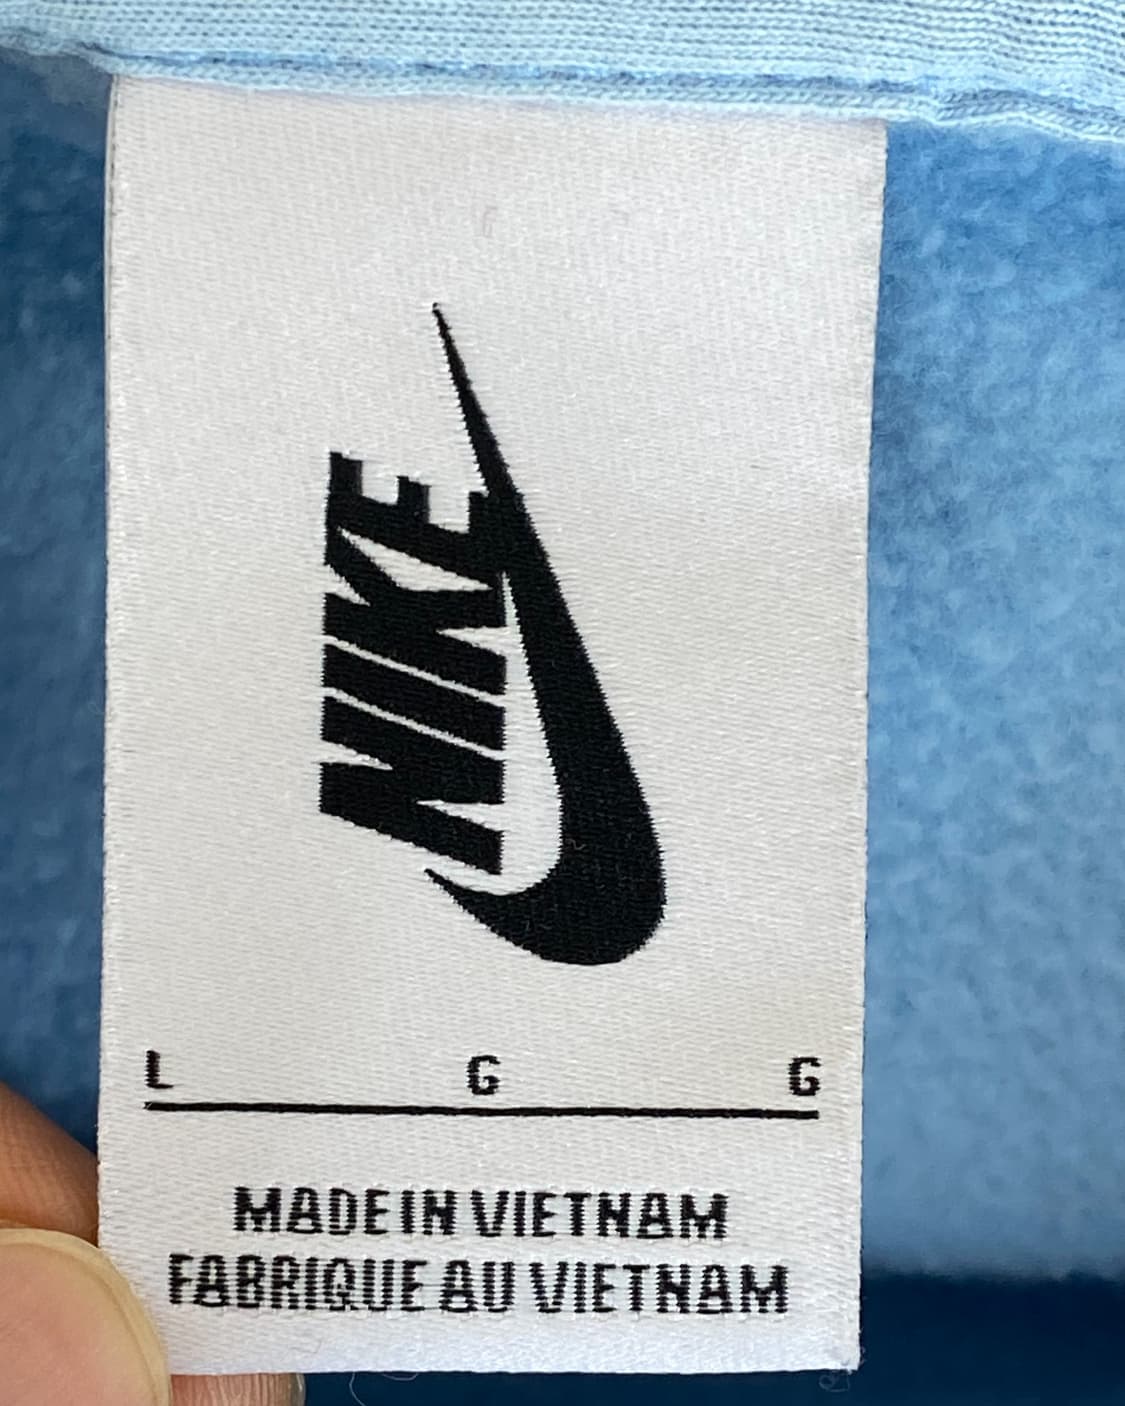 NIKE
L G G
MADE IN VIETNAM
FABRIQUE AU VIETNAM